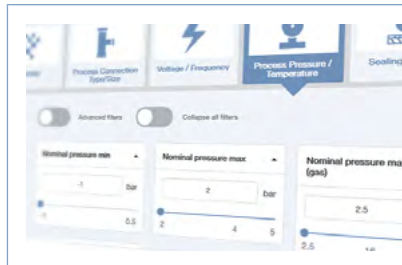 Process Connection
Type/Size
Voltage / Frequency
Process Pressure /
Temperature
Sealing
Advanced filters
Collapse all filters
Nominal pressure min
-1
bar
-1
0.5
Nominal pressure max
2
bar
2
4
5
Nominal pressure ma
(gas)
2.5
2.5
16